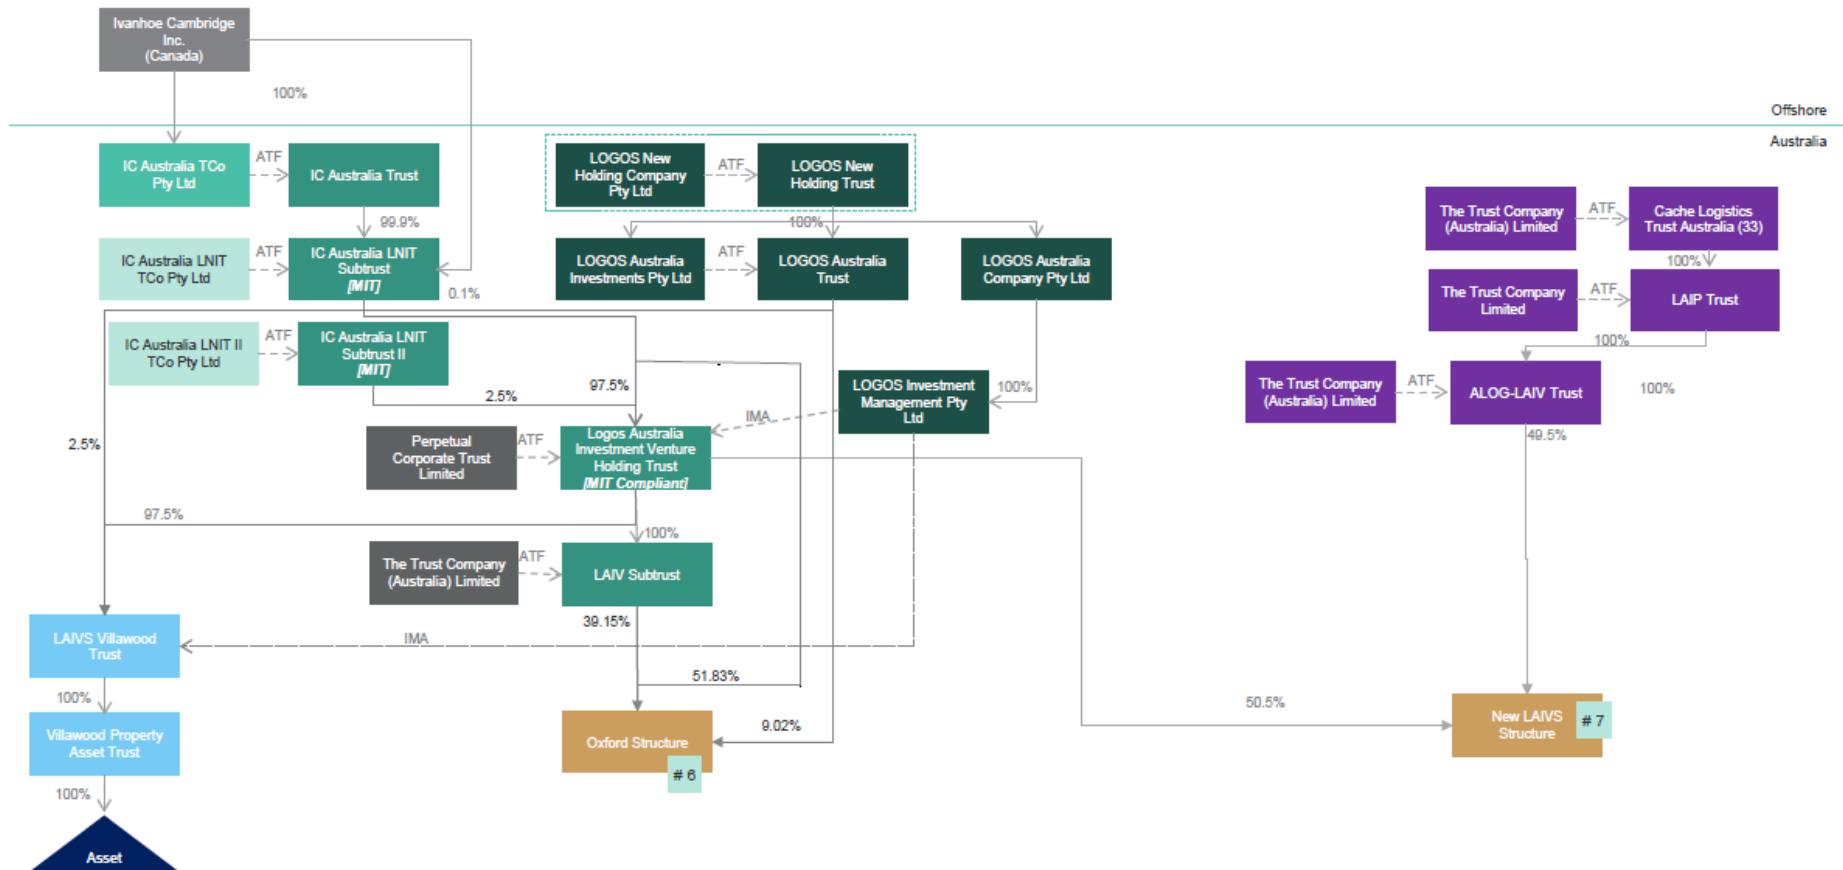 Ivanhoe Cambridge
Inc.
(Canada)
100%
Offshore
Australia
IC Australia TCo
Pty Ltd
ATF
IC Australia Trust
LOGOS New
Holding Company
Pty Ltd
ATF
LOGOS New
Holding Trust
The Trust Company
(Australia) Limited
ATF
Cache Logistics
Trust Australia (33)
99.9%
100%
IC Australia LNIT
TCo Pty Ltd
ATF
IC Australia LNIT
Subtrust
[MIT]
0.1%
LOGOS Australia
Investments Pty Ltd
ATF
LOGOS Australia
Trust
LOGOS Australia
Company Pty Ltd
100%
The Trust Company
Limited
ATF
LAIP Trust
100%
IC Australia LNIT II
TCo Pty Ltd
ATF
IC Australia LNIT
Subtrust II
[MIT]
2.5%
97.5%
LOGOS Investment
Management Pty
Ltd
100%
IMA
The Trust Company
(Australia) Limited
ATF
ALOG-LAIV Trust
100%
49.5%
2.5%
Perpetual
Corporate Trust
Limited
ATF
Logos Australia
Investment Venture
Holding Trust
[MIT Compliant]
97.5%
100%
The Trust Company
(Australia) Limited
ATF
LAIV Subtrust
39.15%
LAIVS Villawood
Trust
IMA
51.83%
100%
9.02%
50.5%
Villawood Property
Asset Trust
Oxford Structure
# 6
New LAIVS
Structure
# 7
100%
Asset